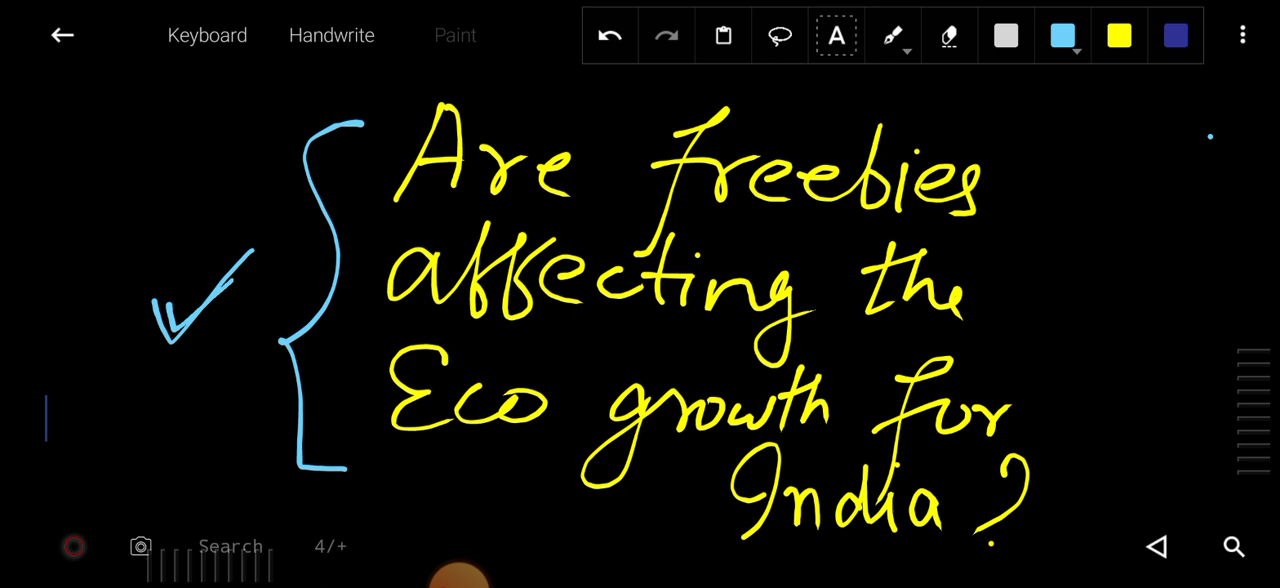 Keyboard Handwrite Paint A
Are freebies
affecting the
Eco growth for
India?
Search 4/+